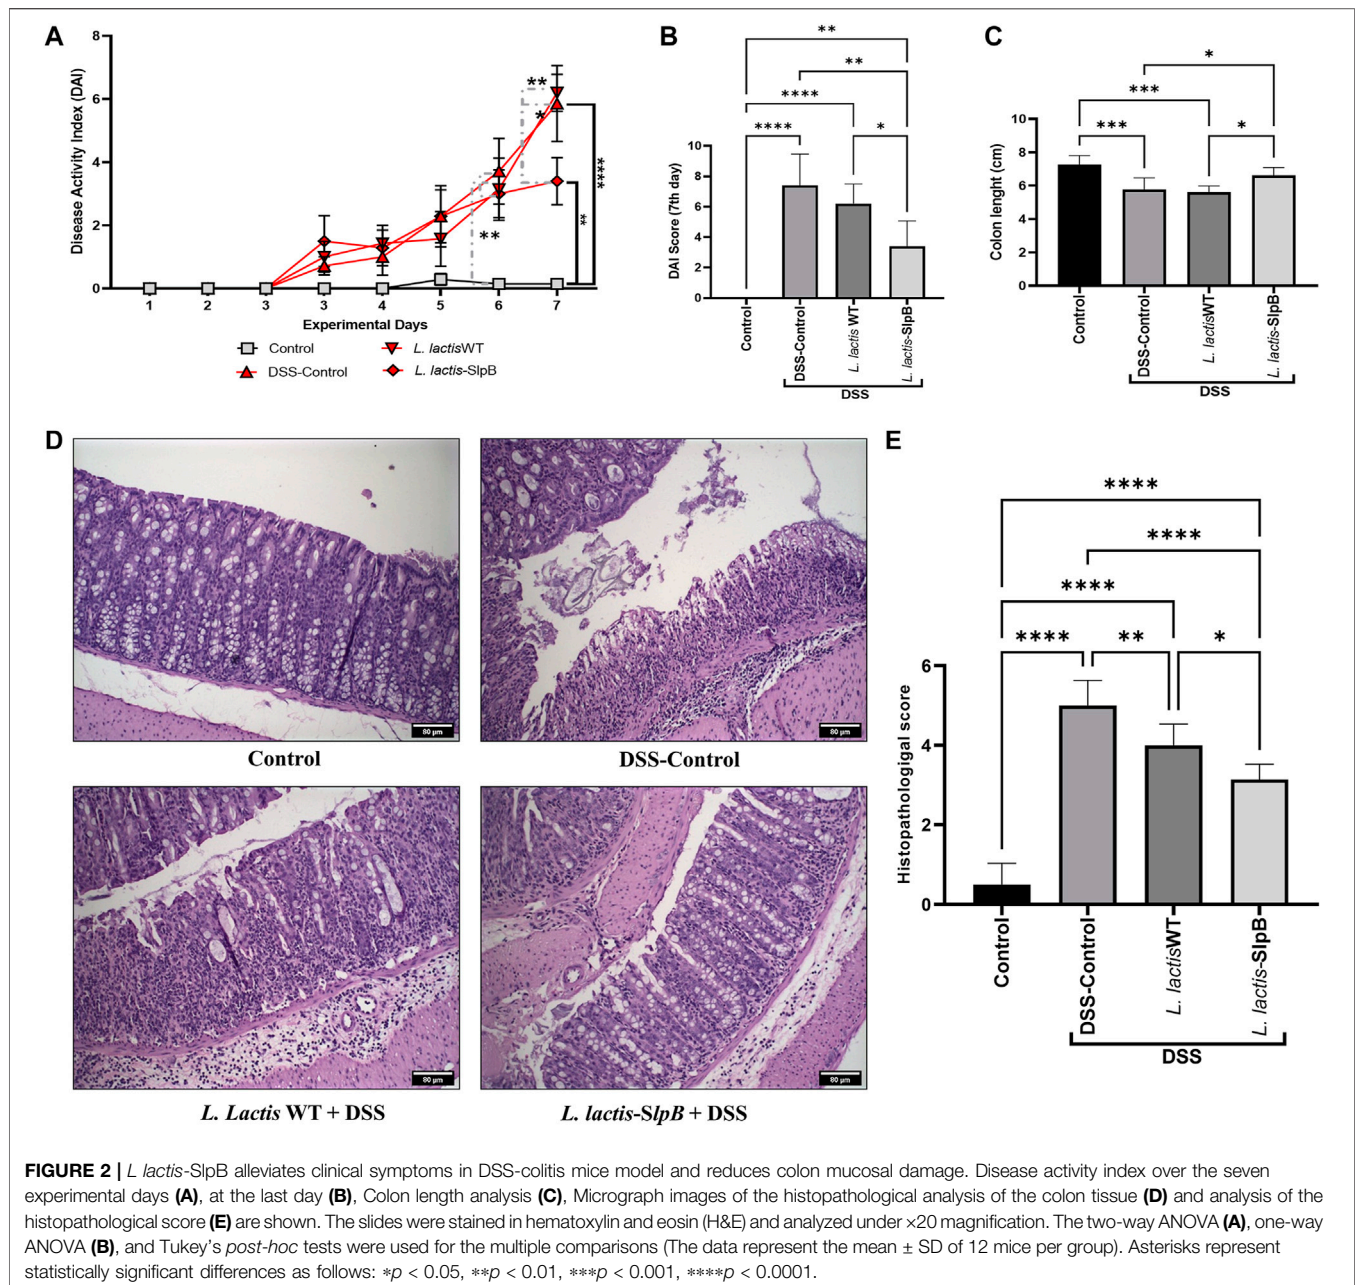 A
8
6
4
2
0
Disease Activity Index (DAI)
**
*
**
****
**
1 2 3 3 4 5 6 7
Experimental Days
Control
DSS-Control
L. lactisWT
L. lactis-SlpB
B
**
**
****
**** *
10
8
6
4
2
0
DAI Score (7th day)
Control
DSS-Control
L. lactis WT
L. lactis-SlpB
DSS
C
*
***
*** *
10
8
6
4
2
0
Colon lenght (cm)
Control
DSS-Control
L. lactisWT
L. lactis-SlpB
DSS
D
80 µm
80 µm
Control
DSS-Control
80 µm
80 µm
L. Lactis WT + DSS
L. lactis-SlpB + DSS
E
****
****
****
**** ** *
6
4
2
0
Histopathologigal score
Control
DSS-Control
L. lactisWT
L. lactis-SlpB
DSS
FIGURE 2 | L lactis-SlpB alleviates clinical symptoms in DSS-colitis mice model and reduces colon mucosal damage. Disease activity index over the seven
experimental days (A), at the last day (B), Colon length analysis (C), Micrograph images of the histopathological analysis of the colon tissue (D) and analysis of the
histopathological score (E) are shown. The slides were stained in hematoxylin and eosin (H&E) and analyzed under ×20 magnification. The two-way ANOVA (A), one-way
ANOVA (B), and Tukey's post-hoc tests were used for the multiple comparisons (The data represent the mean ± SD of 12 mice per group). Asterisks represent
statistically significant differences as follows: *p < 0.05, **p < 0.01, ***p < 0.001, ****p < 0.0001.